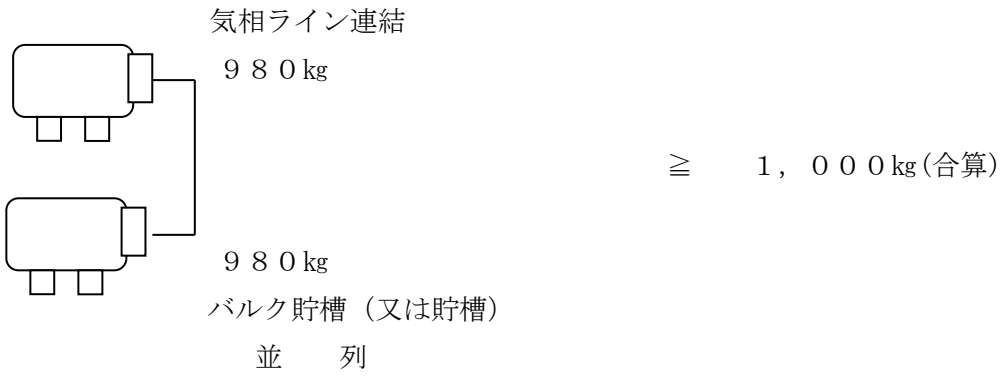 気相ライン連結
９８０㎏
≧　１，０００㎏(合算)
９８０㎏
バルク貯槽（又は貯槽）
並　　列